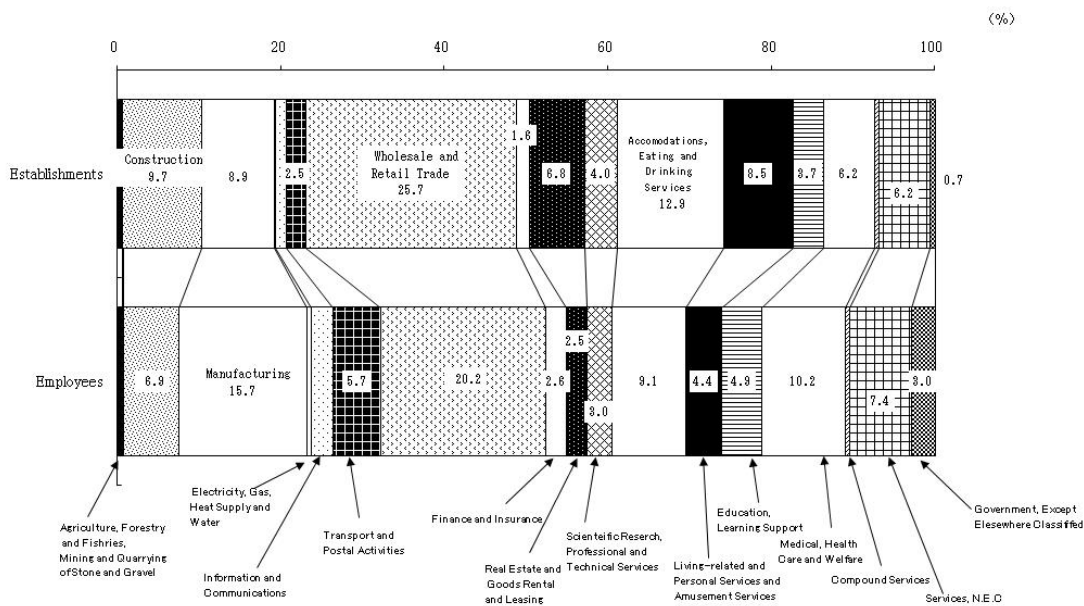 (%)
0 20 40 60 80 100
Establishments
Construction
9.7
8.9
2.5
Wholesale and
Retail Trade
25.7
1.6
6.8
4.0
Accomodations,
Eating and
Drinking
Services
12.9
8.5
3.7
6.2
6.2
0.7
Employees
6.9
Manufacturing
15.7
5.7
20.2
2.6
2.5
3.0
9.1
4.4
4.9
10.2
7.4
3.0
Agriculture, Forestry
and Fishries,
Mining and Quarrying
of Stone and Gravel
Electricity, Gas,
Heat Supply and
Water
Information and
Communications
Transport and
Postal Activities
Finance and Insurance
Real Estate and
Goods Rental
and Leasing
Scienteific Reserch,
Professional and
Technical Services
Living-related and
Personal Services and
Amusement Services
Education,
Learning Support
Medical, Health
Care and Welfare
Compound Services
Services, N.E.C
Government, Except
Elesewhere Classiffed